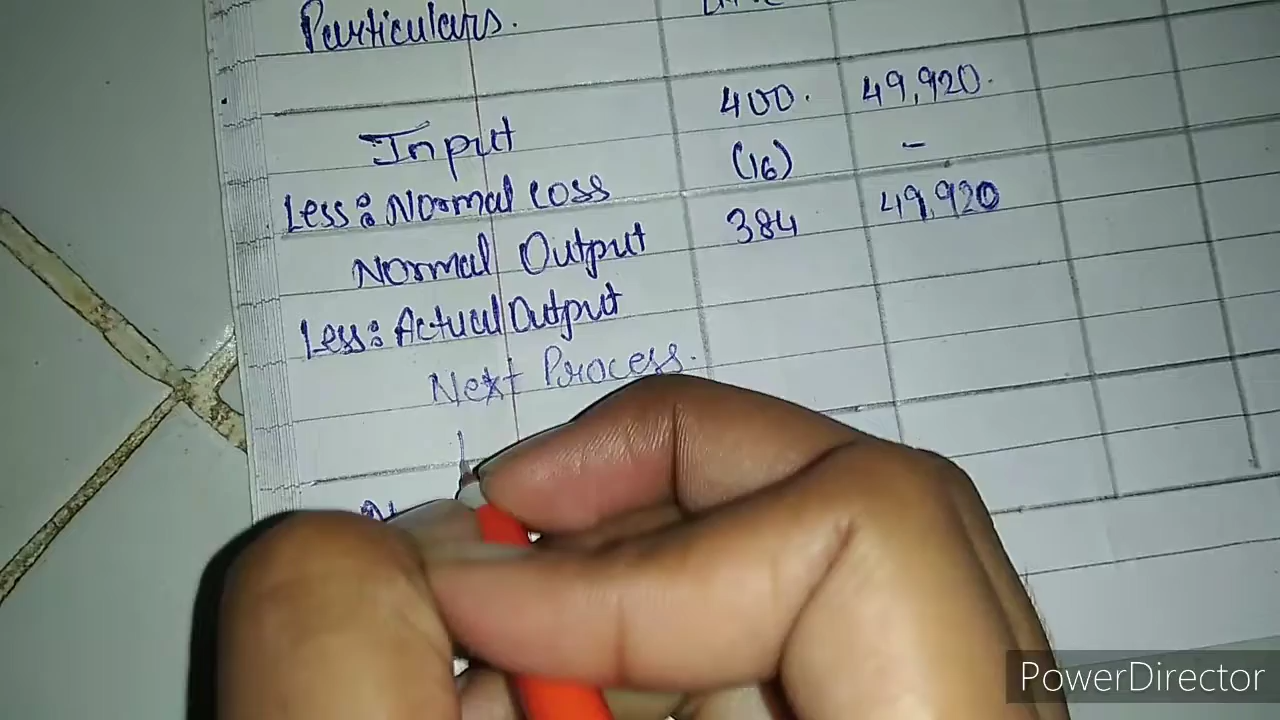 Particulars.
Input 400. 49,920.
Less: Normal Loss (16) -
Normal Output 384 49,920
Less: Actual Output
Next Process.
PowerDirector